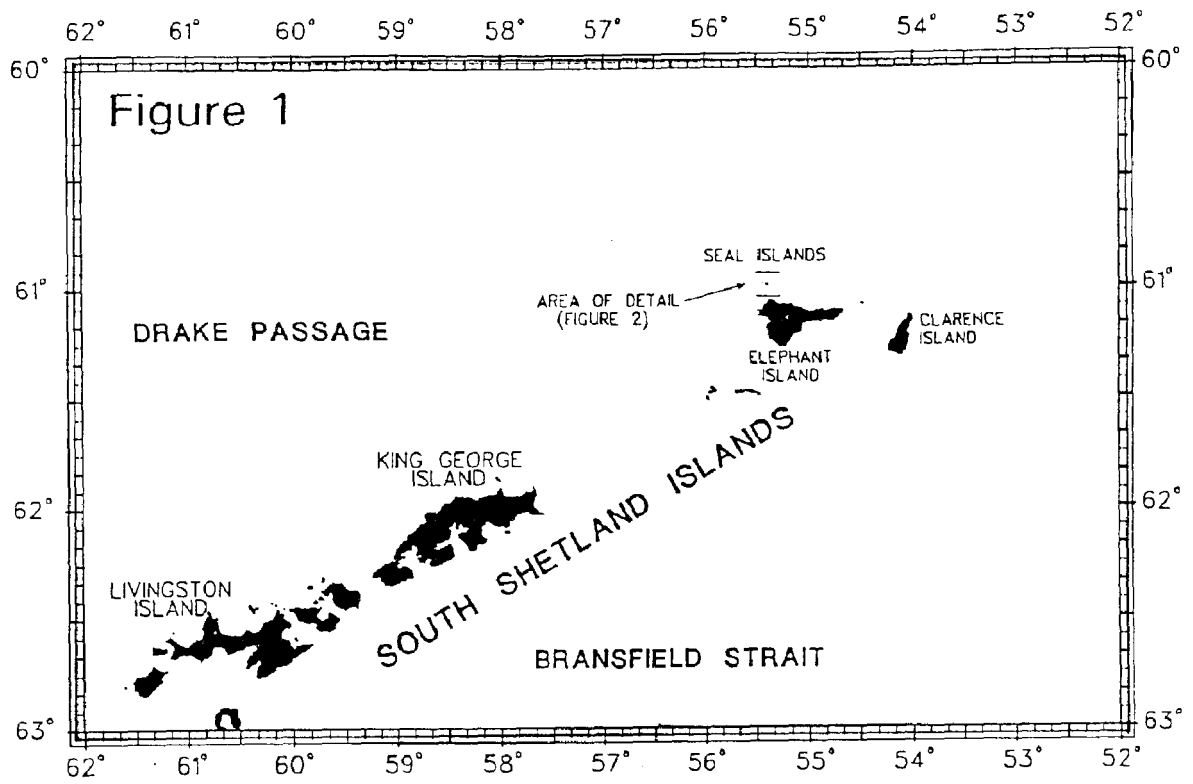 62° 61° 60° 59° 58° 57° 56° 55° 54° 53° 52°
60° 60°
Figure 1
SEAL ISLANDS
61° 61°
AREA OF DETAIL
(FIGURE 2)
DRAKE PASSAGE
CLARENCE
ISLAND
ELEPHANT
ISLAND
KING GEORGE
ISLAND
SOUTH SHETLAND ISLANDS
62° 62°
LIVINGSTON
ISLAND
BRANSFIELD STRAIT
63° 63°
62° 61° 60° 59° 58° 57° 56° 55° 54° 53° 52°